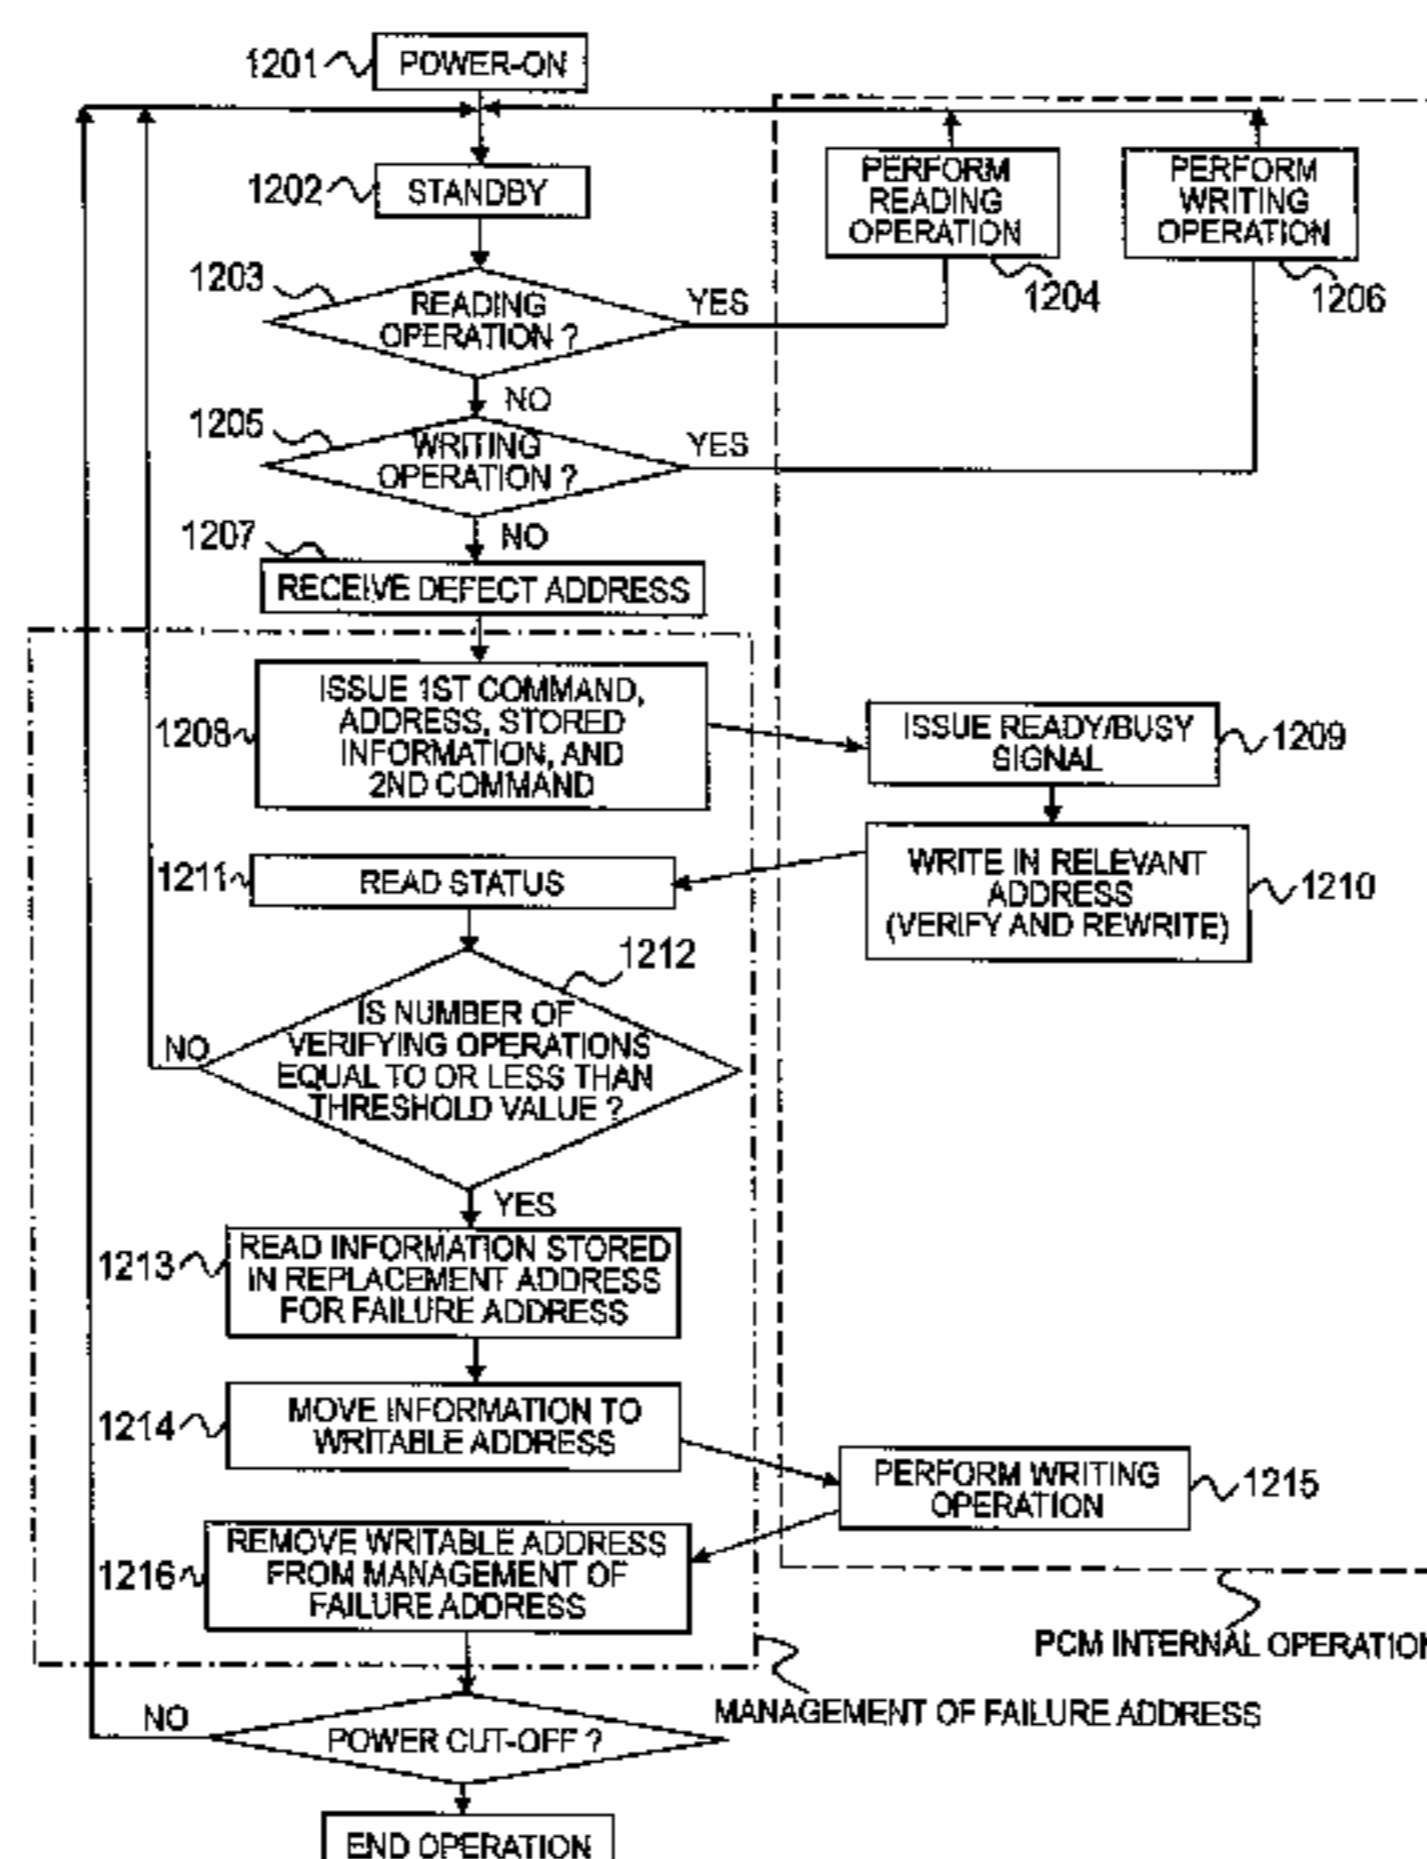 1201
POWER-ON
1202
STANDBY
PERFORM
READING
OPERATION
1204
PERFORM
WRITING
OPERATION
1206
1203
READING
OPERATION ?
YES
NO
1205
WRITING
OPERATION ?
YES
NO
1207
RECEIVE DEFECT ADDRESS
1208
ISSUE 1ST COMMAND,
ADDRESS, STORED
INFORMATION, AND
2ND COMMAND
ISSUE READY/BUSY
SIGNAL
1209
WRITE IN RELEVANT
ADDRESS
(VERIFY AND REWRITE)
1210
1211
READ STATUS
1212
IS NUMBER OF
VERIFYING OPERATIONS
EQUAL TO OR LESS THAN
THRESHOLD VALUE ?
NO
YES
1213
READ INFORMATION STORED
IN REPLACEMENT ADDRESS
FOR FAILURE ADDRESS
1214
MOVE INFORMATION TO
WRITABLE ADDRESS
PERFORM WRITING
OPERATION
1215
1216
REMOVE WRITABLE ADDRESS
FROM MANAGEMENT OF
FAILURE ADDRESS
PCM INTERNAL OPERATION
MANAGEMENT OF FAILURE ADDRESS
NO
POWER CUT-OFF ?
END OPERATION